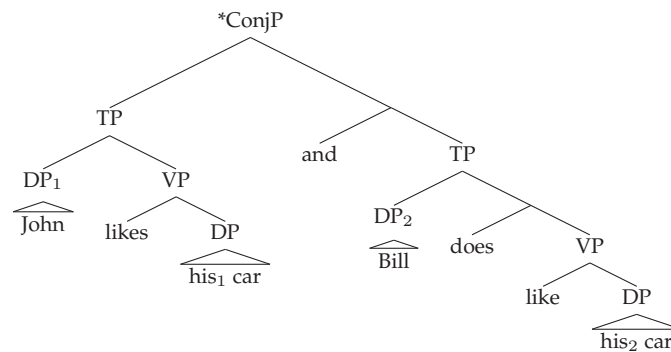 *ConjP
TP
and
TP
DP₁
VP
DP₂
John
likes
DP
does
VP
his₁ car
Bill
like
DP
his₂ car